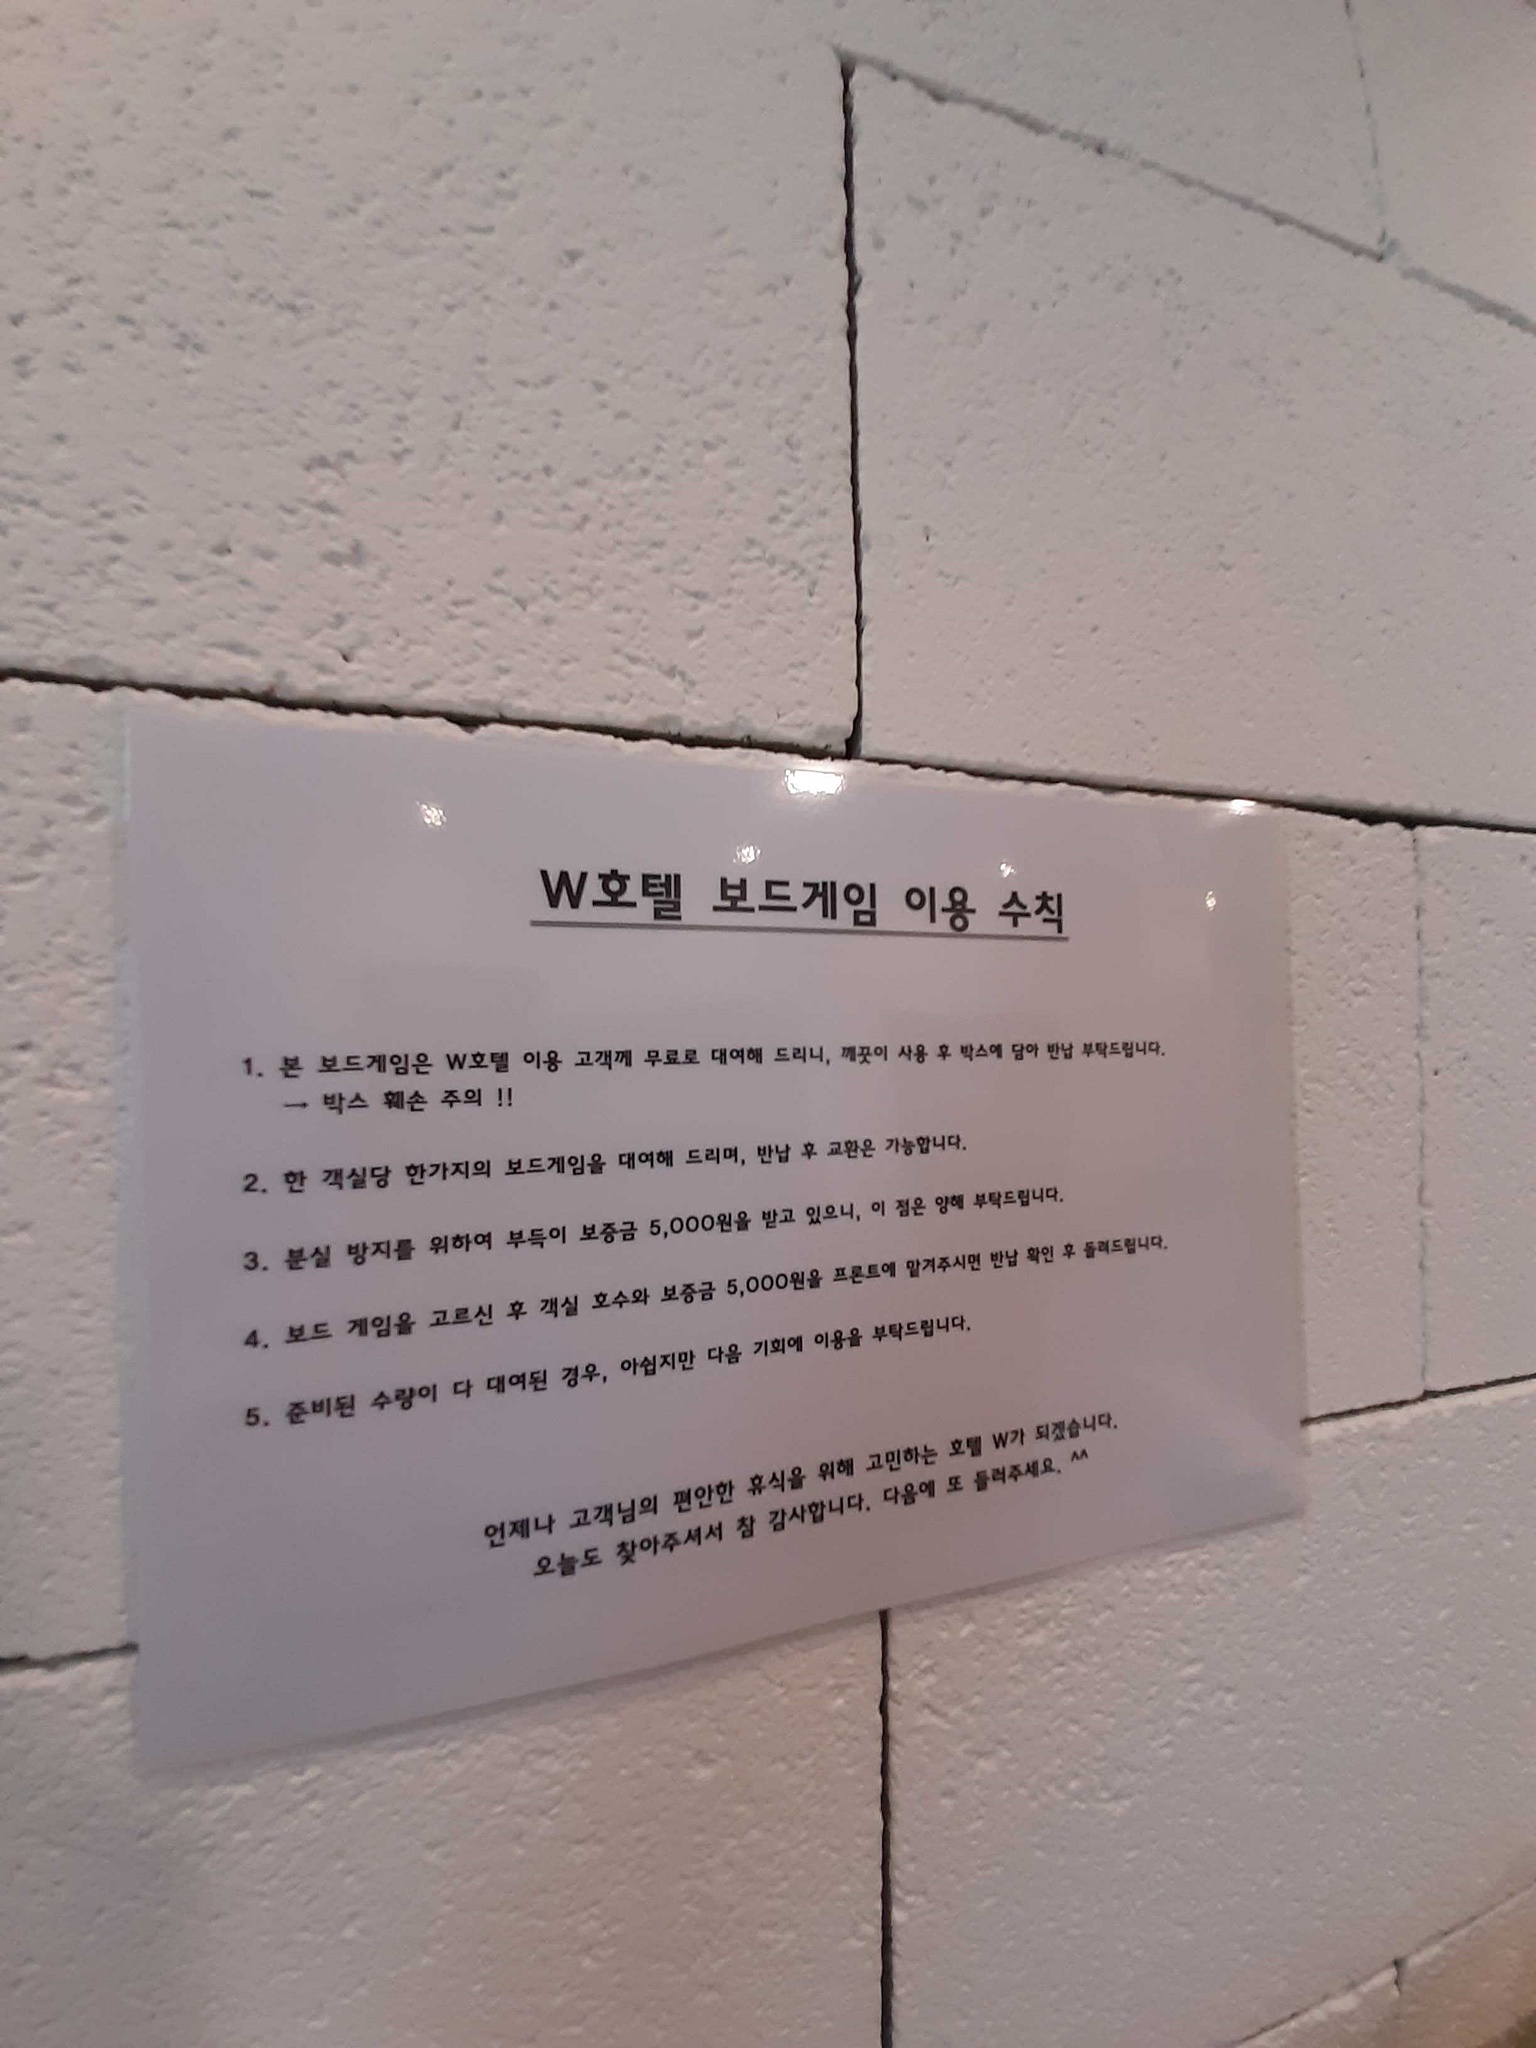 W호텔 보드게임 이용 수칙
1. 본 보드게임은 W호텔 이용 고객께 무료로 대여해 드리니, 깨끗이 사용 후 박스에 담아 반납 부탁드립니다.
→ 박스 훼손 주의 !!
2. 한 객실당 한가지의 보드게임을 대여해 드리며, 반납 후 교환은 가능합니다.
3. 분실 방지를 위하여 부득이 보증금 5,000원을 받고 있으니, 이 점은 양해 부탁드립니다.
4. 보드 게임을 고르신 후 객실 호수와 보증금 5,000원을 프론트에 맡겨주시면 반납 확인 후 돌려드립니다.
5. 준비된 수량이 다 대여된 경우, 아쉽지만 다음 기회에 이용을 부탁드립니다.
언제나 고객님의 편안한 휴식을 위해 고민하는 호텔 W가 되겠습니다.
오늘도 찾아주셔서 참 감사합니다. 다음에 또 들러주세요. ^^